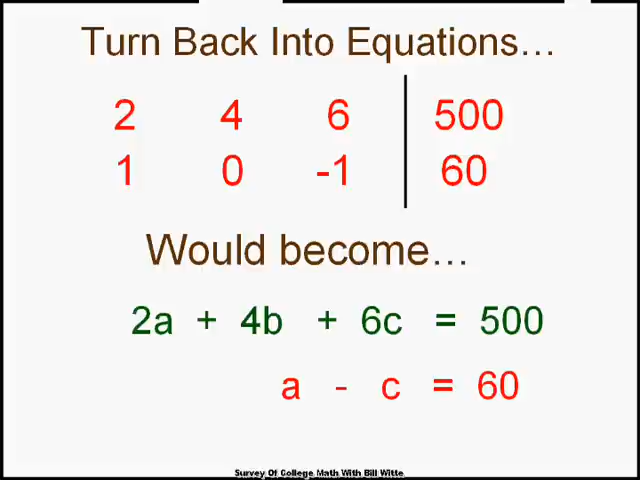 Turn Back Into Equations...
2 4 6 | 500
1 0 -1 | 60
Would become...
2a + 4b + 6c = 500
a - c = 60
Survey Of College Math With Bill Witte